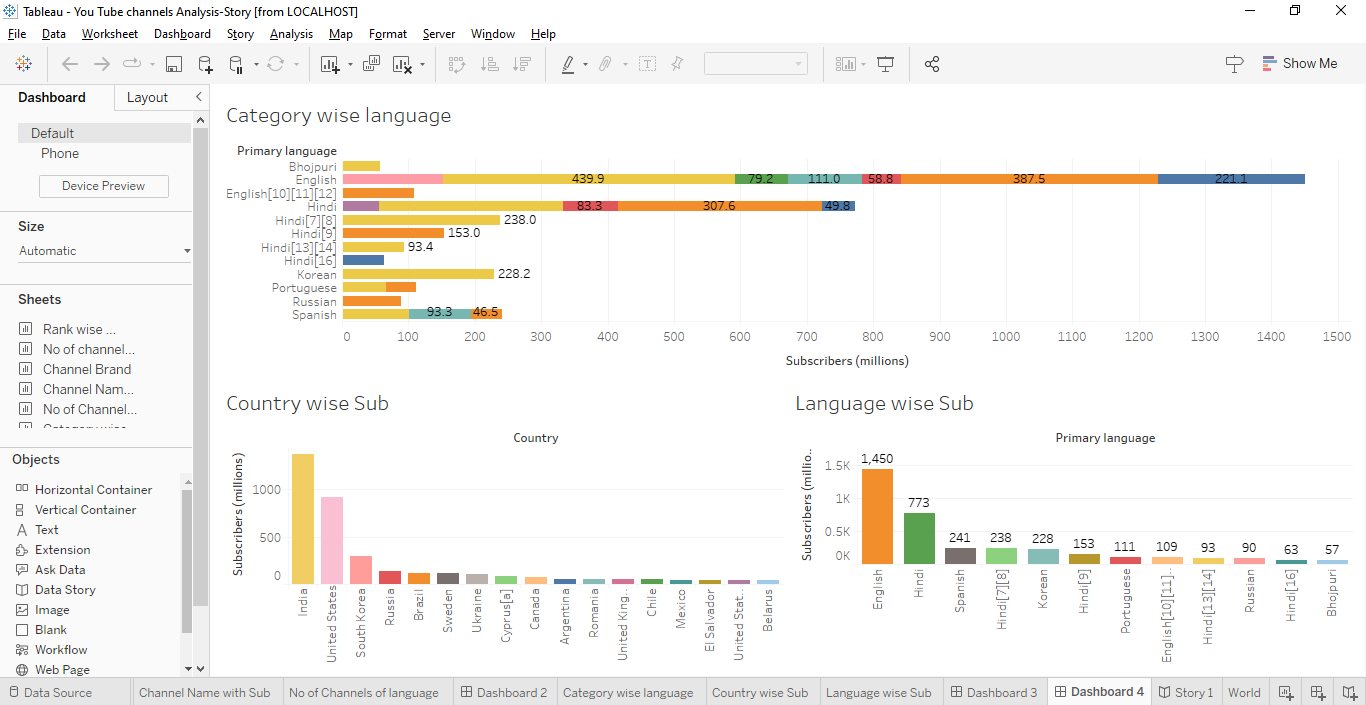 Tableau - You Tube channels Analysis-Story [from LOCALHOST]
File Data Worksheet Dashboard Story Analysis Map Format Server Window Help
Show Me
Dashboard Layout
Default
Phone
Device Preview
Size
Automatic
Sheets
Rank wise ...
No of channel...
Channel Brand
Channel Nam...
No of Channel...
Objects
Horizontal Container
Vertical Container
Text
Extension
Ask Data
Data Story
Image
Blank
Workflow
Web Page
Category wise language
Primary language
Bhojpuri
English 439.9 79.2 111.0 58.8 387.5 221.1
English[10][11][12]
Hindi 83.3 307.6 49.8
Hindi[7][8] 238.0
Hindi[9] 153.0
Hindi[13][14] 93.4
Hindi[16]
Korean 228.2
Portuguese
Russian
Spanish 93.3 46.5
0 100 200 300 400 500 600 700 800 900 1000 1100 1200 1300 1400 1500
Subscribers (millions)
Country wise Sub
Country
Subscribers (millions)
1000
500
0
India United States South Korea Russia Brazil Sweden Ukraine Cyprus[a] Canada Argentina Romania United King.. Chile Mexico El Salvador United Stat.. Belarus
Language wise Sub
Primary language
Subscribers (millio..
1.5K
1K
0.5K
0K
1,450 773 241 238 228 153 111 109 93 90 63 57
English Hindi Spanish Hindi[7][8] Korean Hindi[9] Portuguese English[10][11].. Hindi[13][14] Russian Hindi[16] Bhojpuri
Data Source Channel Name with Sub No of Channels of language Dashboard 2 Category wise language Country wise Sub Language wise Sub Dashboard 3 Dashboard 4 Story 1 World